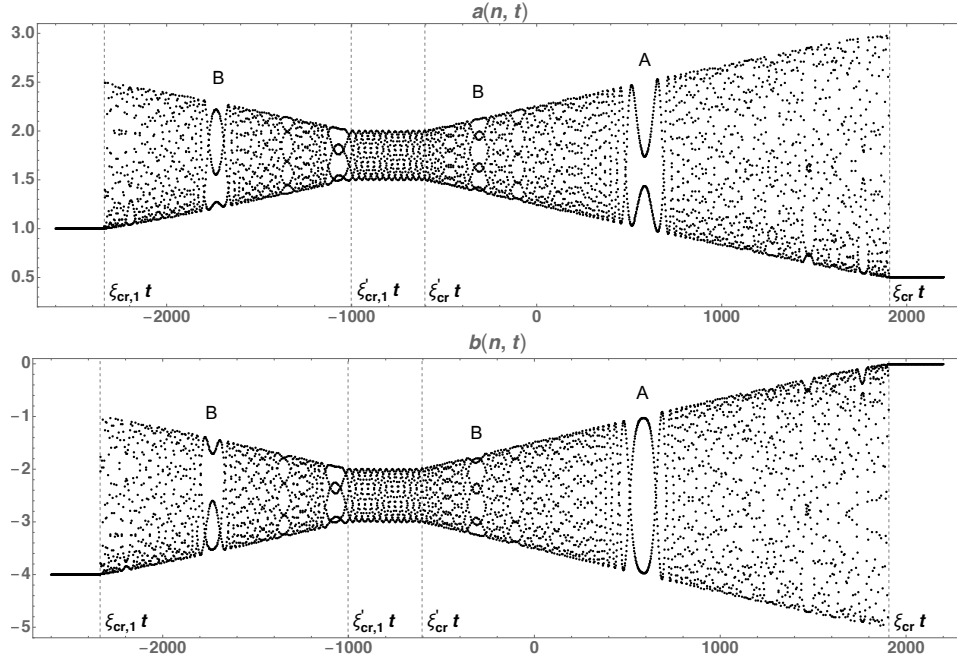 a(n, t)
3.0
2.5
2.0
1.5
1.0
0.5
B
B
A
ξcr,1 t
ξ'cr,1 t
ξ'cr t
ξcr t
−2000
−1000
0
1000
2000
b(n, t)
0
−1
−2
−3
−4
−5
B
B
A
ξcr,1 t
ξ'cr,1 t
ξ'cr t
ξcr t
−2000
−1000
0
1000
2000